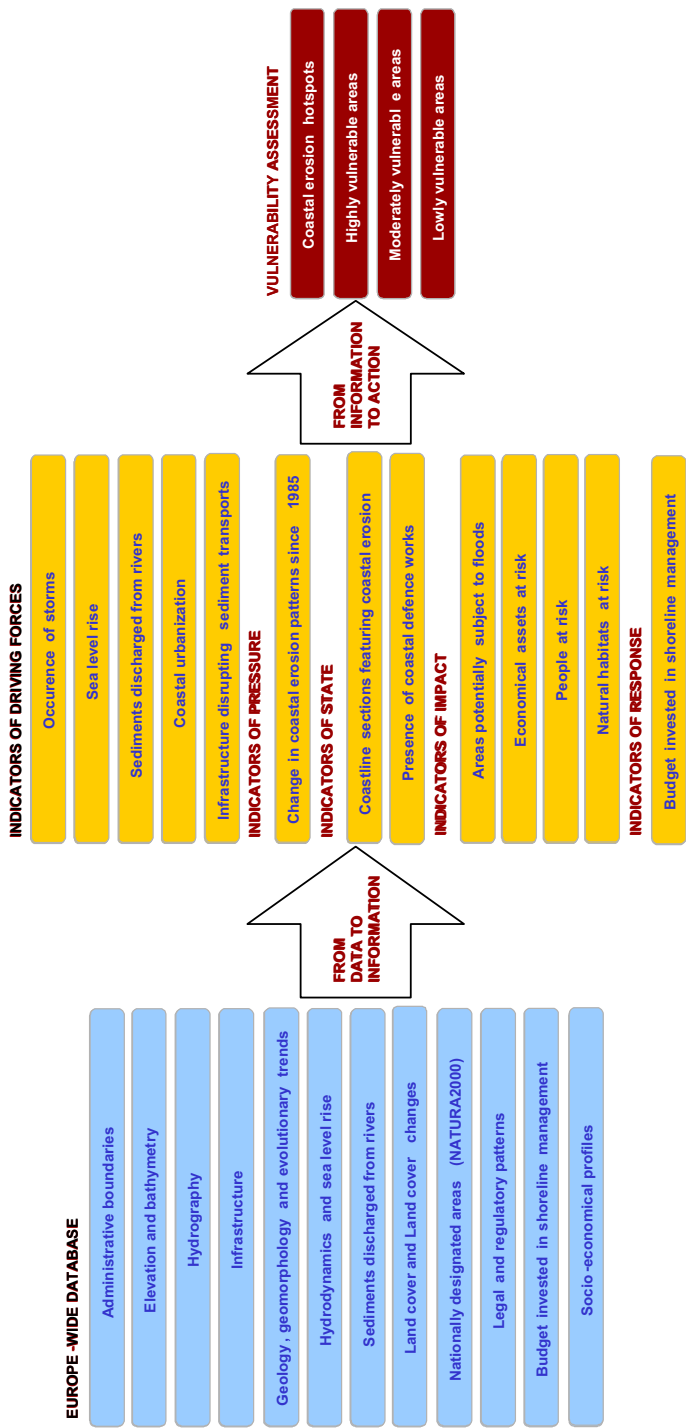 EUROPE -WIDE DATABASE
Administrative boundaries
Elevation and bathymetry
Hydrography
Infrastructure
Geology , geomorphology and evolutionary trends
Hydrodynamics and sea level rise
Sediments discharged from rivers
Land cover and Land cover changes
Nationally designated areas (NATURA2000)
Legal and regulatory patterns
Budget invested in shoreline management
Socio -economical profiles
FROM
DATA TO
INFORMATION
INDICATORS OF DRIVING FORCES
Occurence of storms
Sea level rise
Sediments discharged from rivers
Coastal urbanization
Infrastructure disrupting sediment transports
INDICATORS OF PRESSURE
Change in coastal erosion patterns since 1985
INDICATORS OF STATE
Coastline sections featuring coastal erosion
Presence of coastal defence works
INDICATORS OF IMPACT
Areas potentially subject to floods
Economical assets at risk
People at risk
Natural habitats at risk
INDICATORS OF RESPONSE
Budget invested in shoreline management
FROM
INFORMATION
TO ACTION
VULNERABILITY ASSESSMENT
Coastal erosion hotspots
Highly vulnerable areas
Moderately vulnerabl e areas
Lowly vulnerable areas